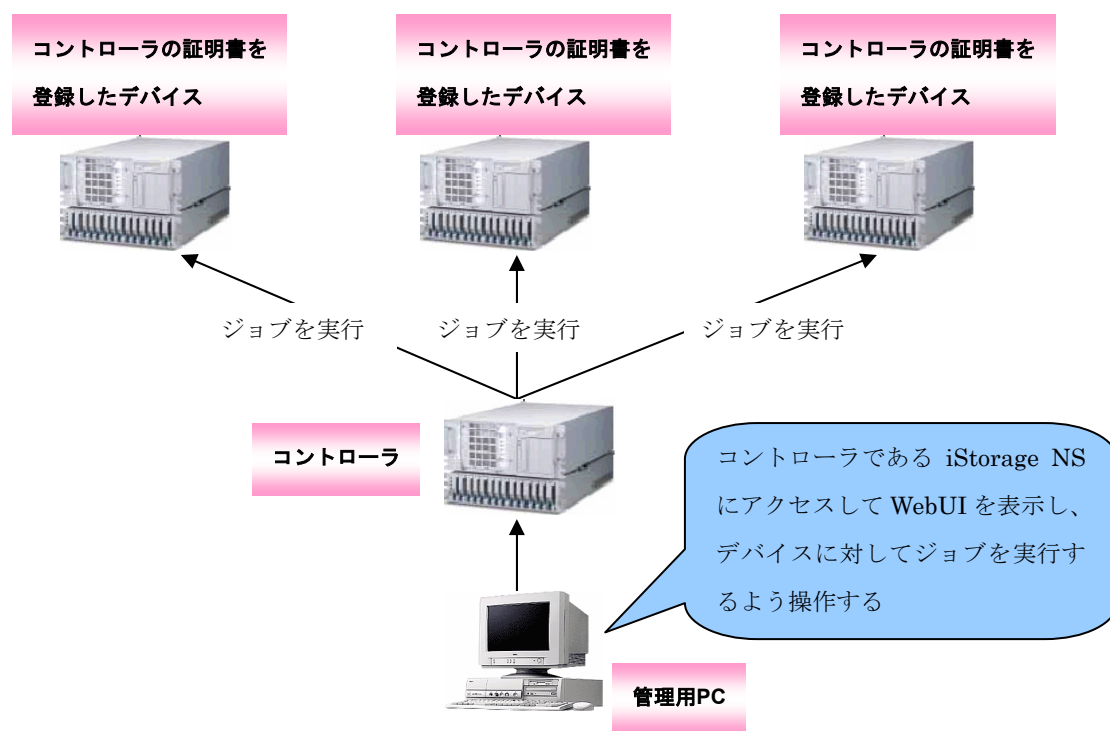 コントローラの証明書を
登録したデバイス
コントローラの証明書を
登録したデバイス
コントローラの証明書を
登録したデバイス
ジョブを実行
ジョブを実行
ジョブを実行
コントローラ
コントローラである iStorage NS
にアクセスして WebUI を表示し、
デバイスに対してジョブを実行す
るよう操作する
管理用PC